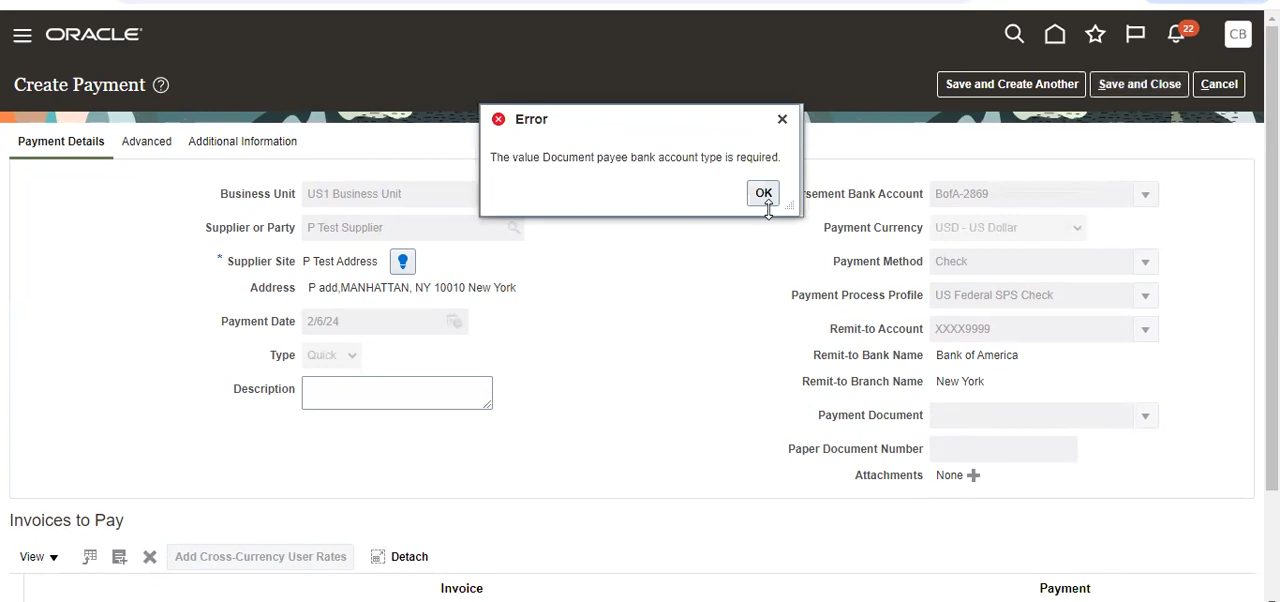 ORACLE
22
CB
Create Payment
Save and Create Another
Save and Close
Cancel
Error
The value Document payee bank account type is required.
OK
Payment Details
Advanced
Additional Information
Business Unit
US1 Business Unit
Supplier or Party
P Test Supplier
* Supplier Site
P Test Address
Address
P add,MANHATTAN, NY 10010 New York
Payment Date
2/6/24
Type
Quick
Description
rsement Bank Account
BofA-2869
Payment Currency
USD - US Dollar
Payment Method
Check
Payment Process Profile
US Federal SPS Check
Remit-to Account
XXXX9999
Remit-to Bank Name
Bank of America
Remit-to Branch Name
New York
Payment Document
Paper Document Number
Attachments
None
Invoices to Pay
View
Add Cross-Currency User Rates
Detach
Invoice
Payment